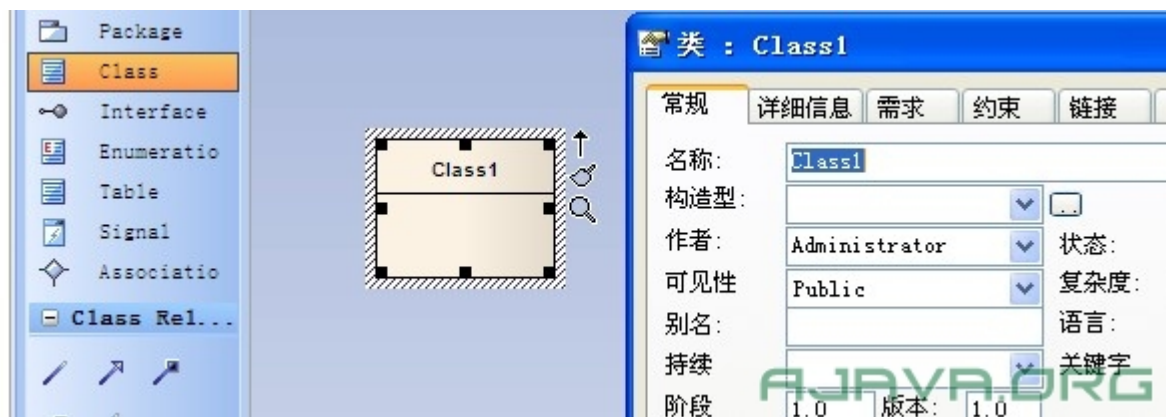 Package
Class
Interface
Enumeratio
Table
Signal
Associatio
Class Rel...
Class1
类 : Class1
常规 详细信息 需求 约束 链接
名称: Class1
构造型:
作者: Administrator 状态:
可见性 Public 复杂度:
别名: 语言:
持续 关键字
阶段 1.0 版本: 1.0
AJAVA.ORG